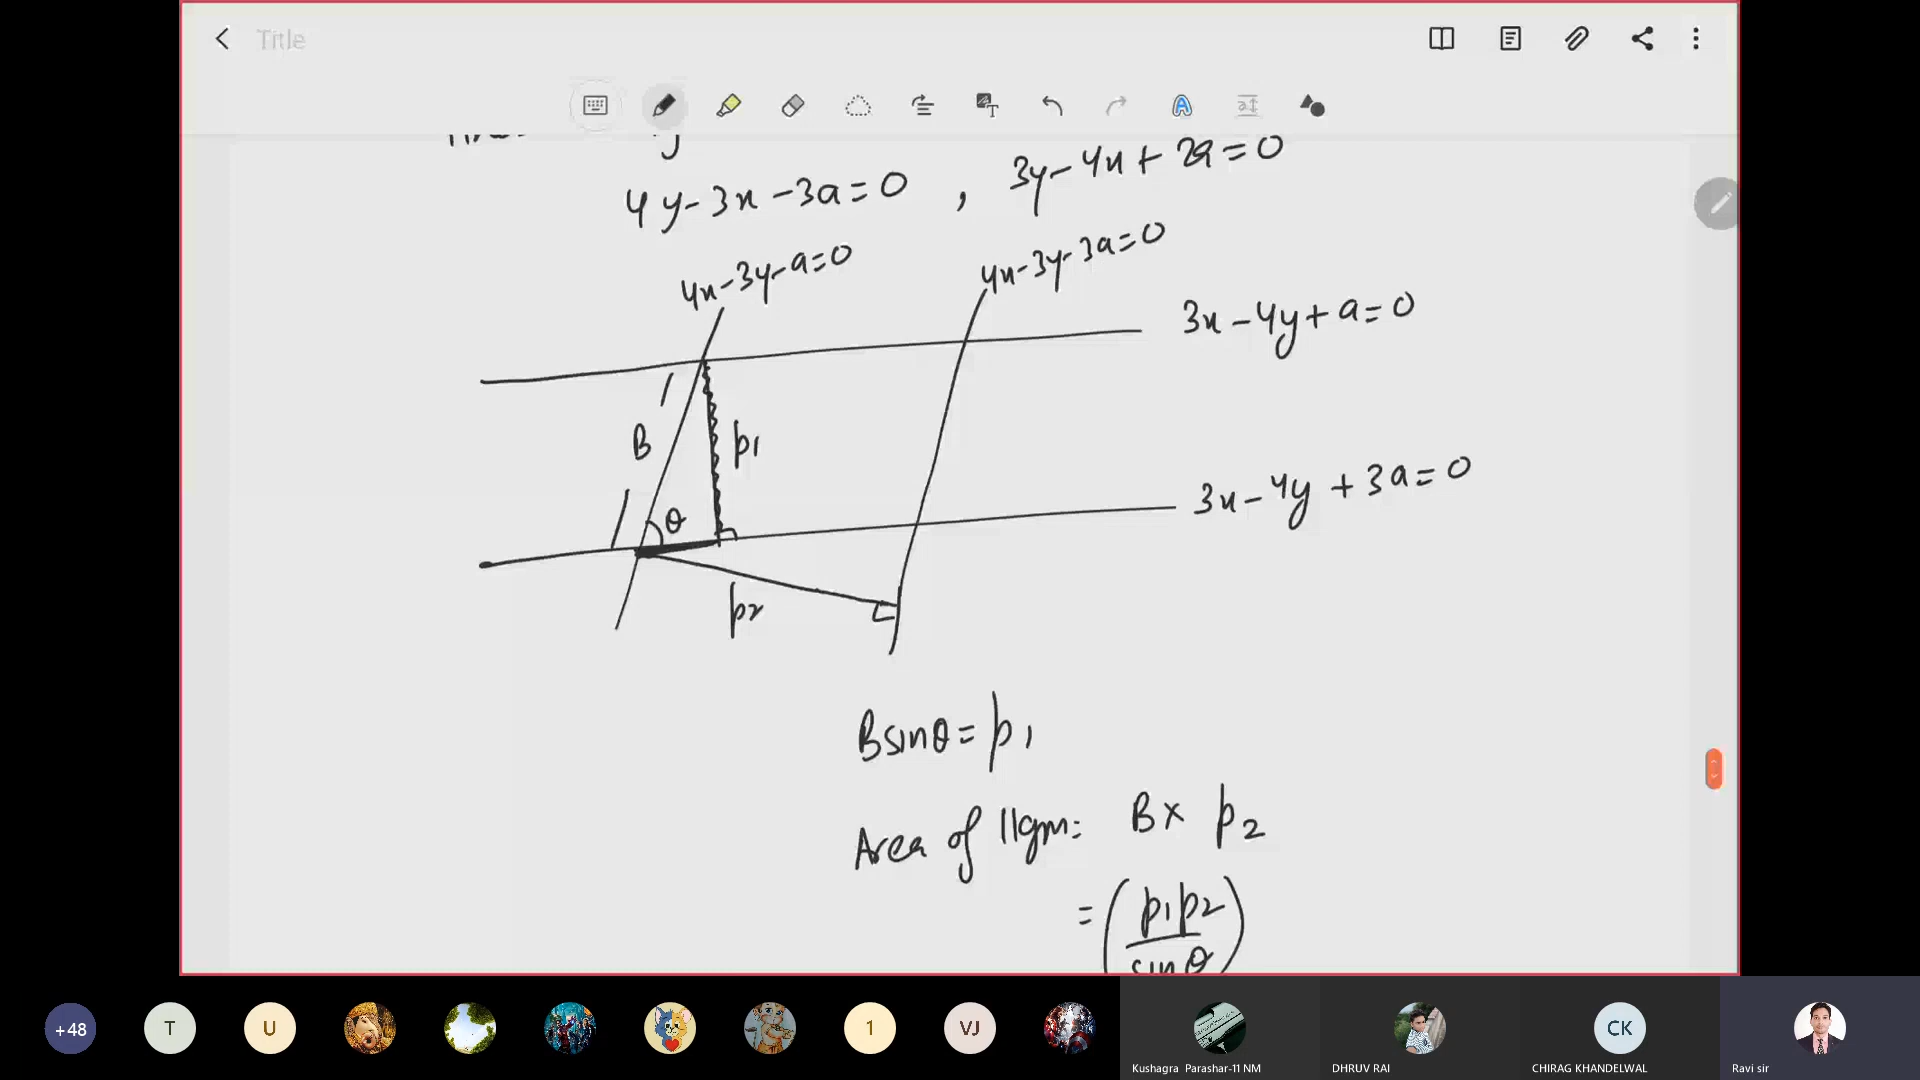 Title
4y-3x-3a=0 , 3y-4x+2a=0
4x-3y-a=0 4x-3y-3a=0
3x-4y+a=0
B p1
3x-4y+3a=0
θ
p2
Bsinθ=p1
Area of llgm: B× p2
=(p1p2
sinθ)
+48 T U 1 VJ CK
Kushagra Parashar-11 NM DHRUV RAI CHIRAG KHANDELWAL Ravi sir